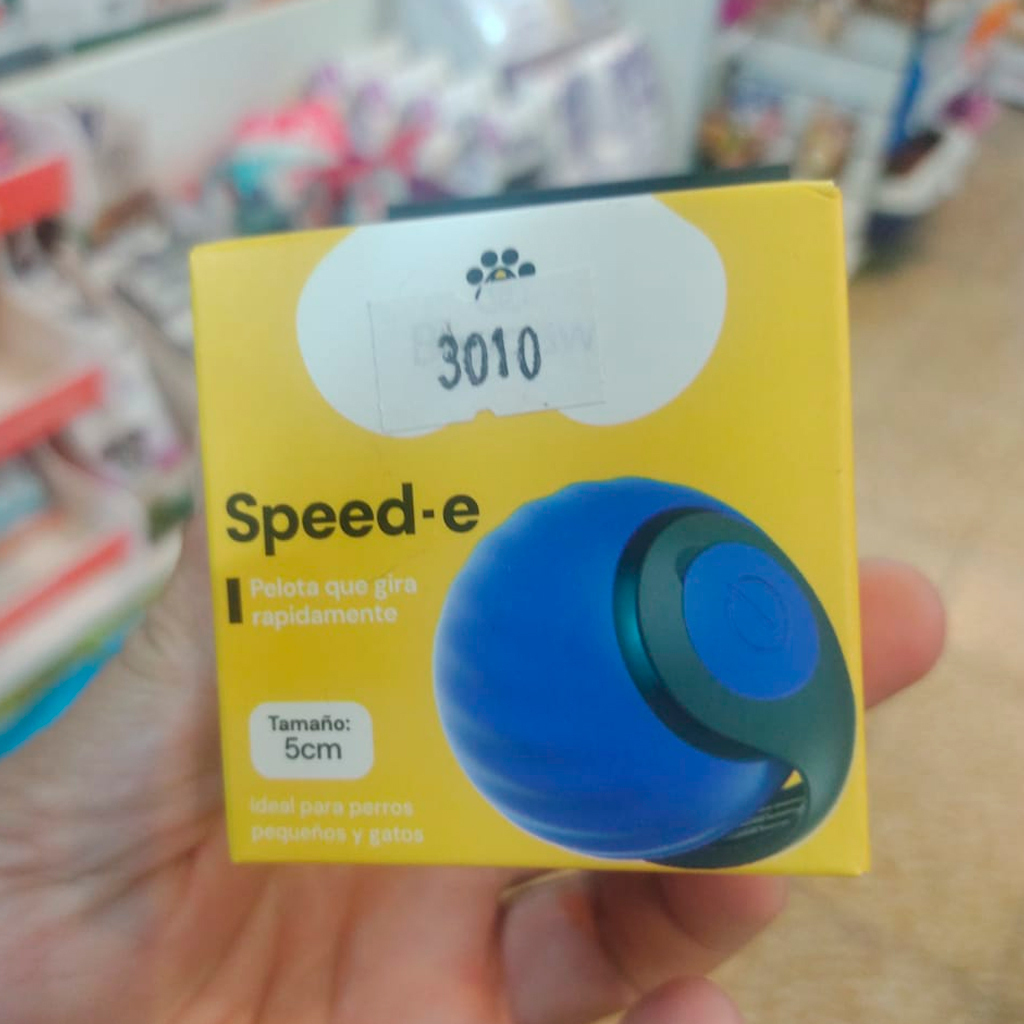 3010
Speed-e
Pelota que gira
rapidamente
Tamaño:
5cm
ideal para perros
pequeños y gatos